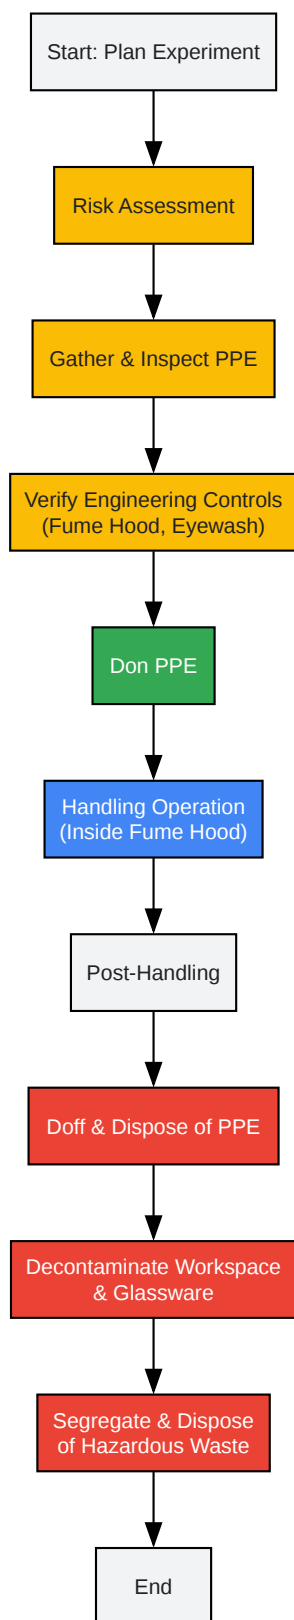 Start: Plan Experiment
Risk Assessment
Gather & Inspect PPE
Verify Engineering Controls
(Fume Hood, Eyewash)
Don PPE
Handling Operation
(Inside Fume Hood)
Post-Handling
Doff & Dispose of PPE
Decontaminate Workspace
& Glassware
Segregate & Dispose
of Hazardous Waste
End